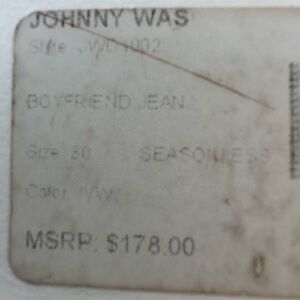 JOHNNY WAS
Style: JWD1002
BOYFRIEND JEAN
Size: 30 SEASONLESS
Color:
MSRP: $178.00